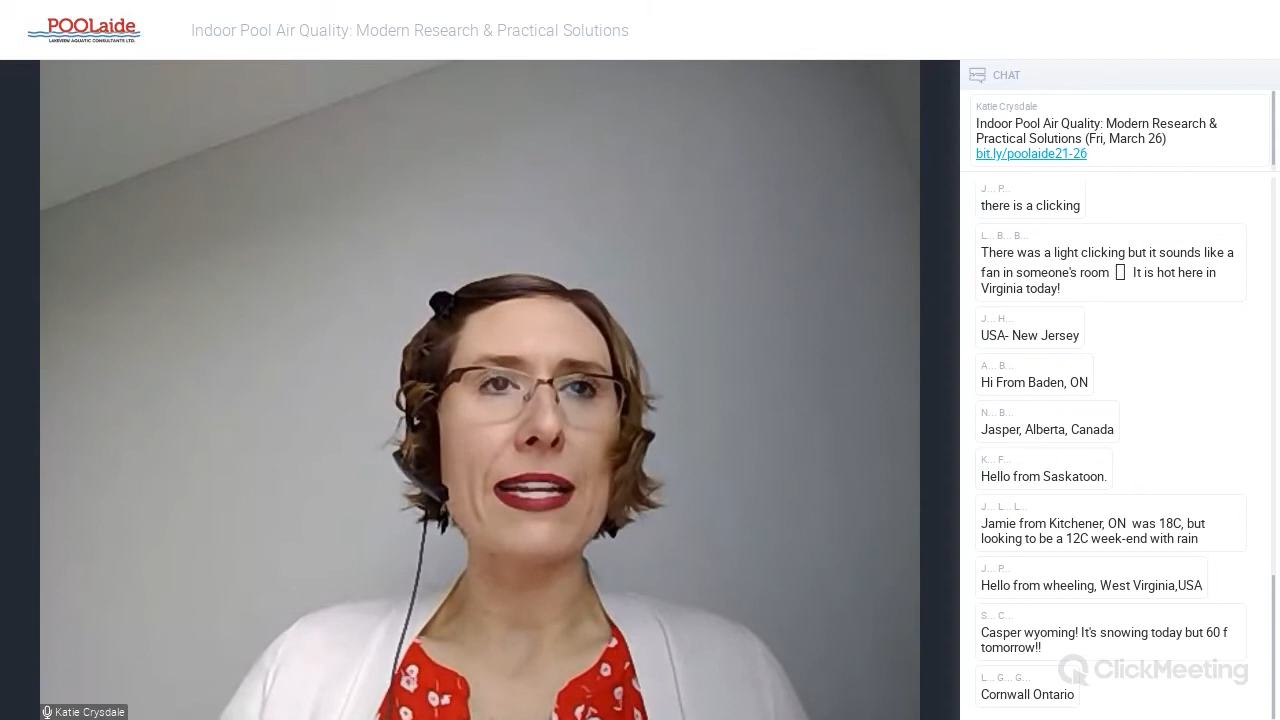 POOLaide
LAKEVIEW AQUATIC CONSULTANTS LTD.
Indoor Pool Air Quality: Modern Research & Practical Solutions
CHAT
Katie Crysdale
Indoor Pool Air Quality: Modern Research &
Practical Solutions (Fri, March 26)
bit.ly/poolaide21-26
J... P...
there is a clicking
L... B... B...
There was a light clicking but it sounds like a
fan in someone's room It is hot here in
Virginia today!
J... H...
USA- New Jersey
A... B...
Hi From Baden, ON
N... B...
Jasper, Alberta, Canada
K... F...
Hello from Saskatoon.
J... L... L...
Jamie from Kitchener, ON was 18C, but
looking to be a 12C week-end with rain
J... P...
Hello from wheeling, West Virginia,USA
S... C...
Casper wyoming! It's snowing today but 60 f
tomorrow!!
L... G... G...
Cornwall Ontario
ClickMeeting
Katie Crysdale